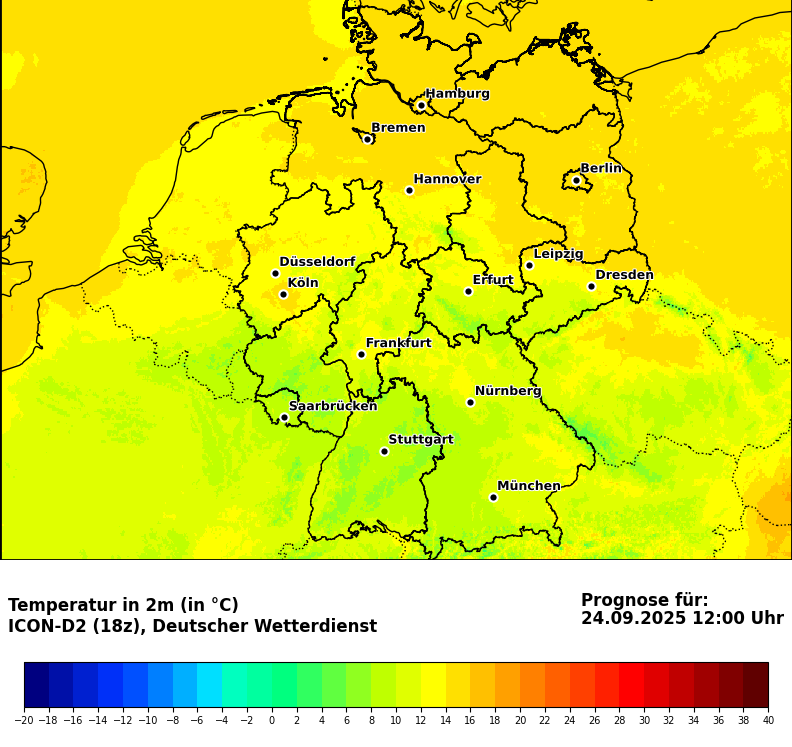 Hamburg
Bremen
Berlin
Hannover
Leipzig
Düsseldorf
Dresden
Köln
Erfurt
Frankfurt
Nürnberg
Saarbrücken
Stuttgart
München
Temperatur in 2m (in °C)
ICON-D2 (18z), Deutscher Wetterdienst
Prognose für:
24.09.2025 12:00 Uhr
−20 −18 −16 −14 −12 −10 −8 −6 −4 −2 0 2 4 6 8 10 12 14 16 18 20 22 24 26 28 30 32 34 36 38 40